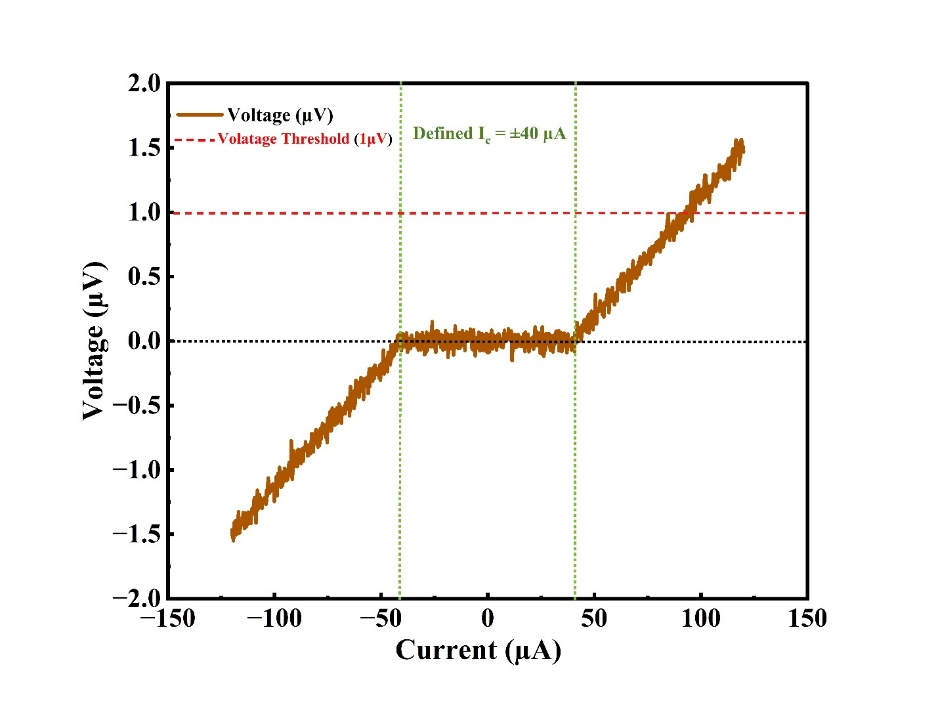 2.0
Voltage (μV)
Volatage Threshold (1μV)
Defined Ic = ±40 μA
1.5
1.0
0.5
0.0
−0.5
−1.0
−1.5
−2.0
Voltage (μV)
−150 −100 −50 0 50 100 150
Current (μA)